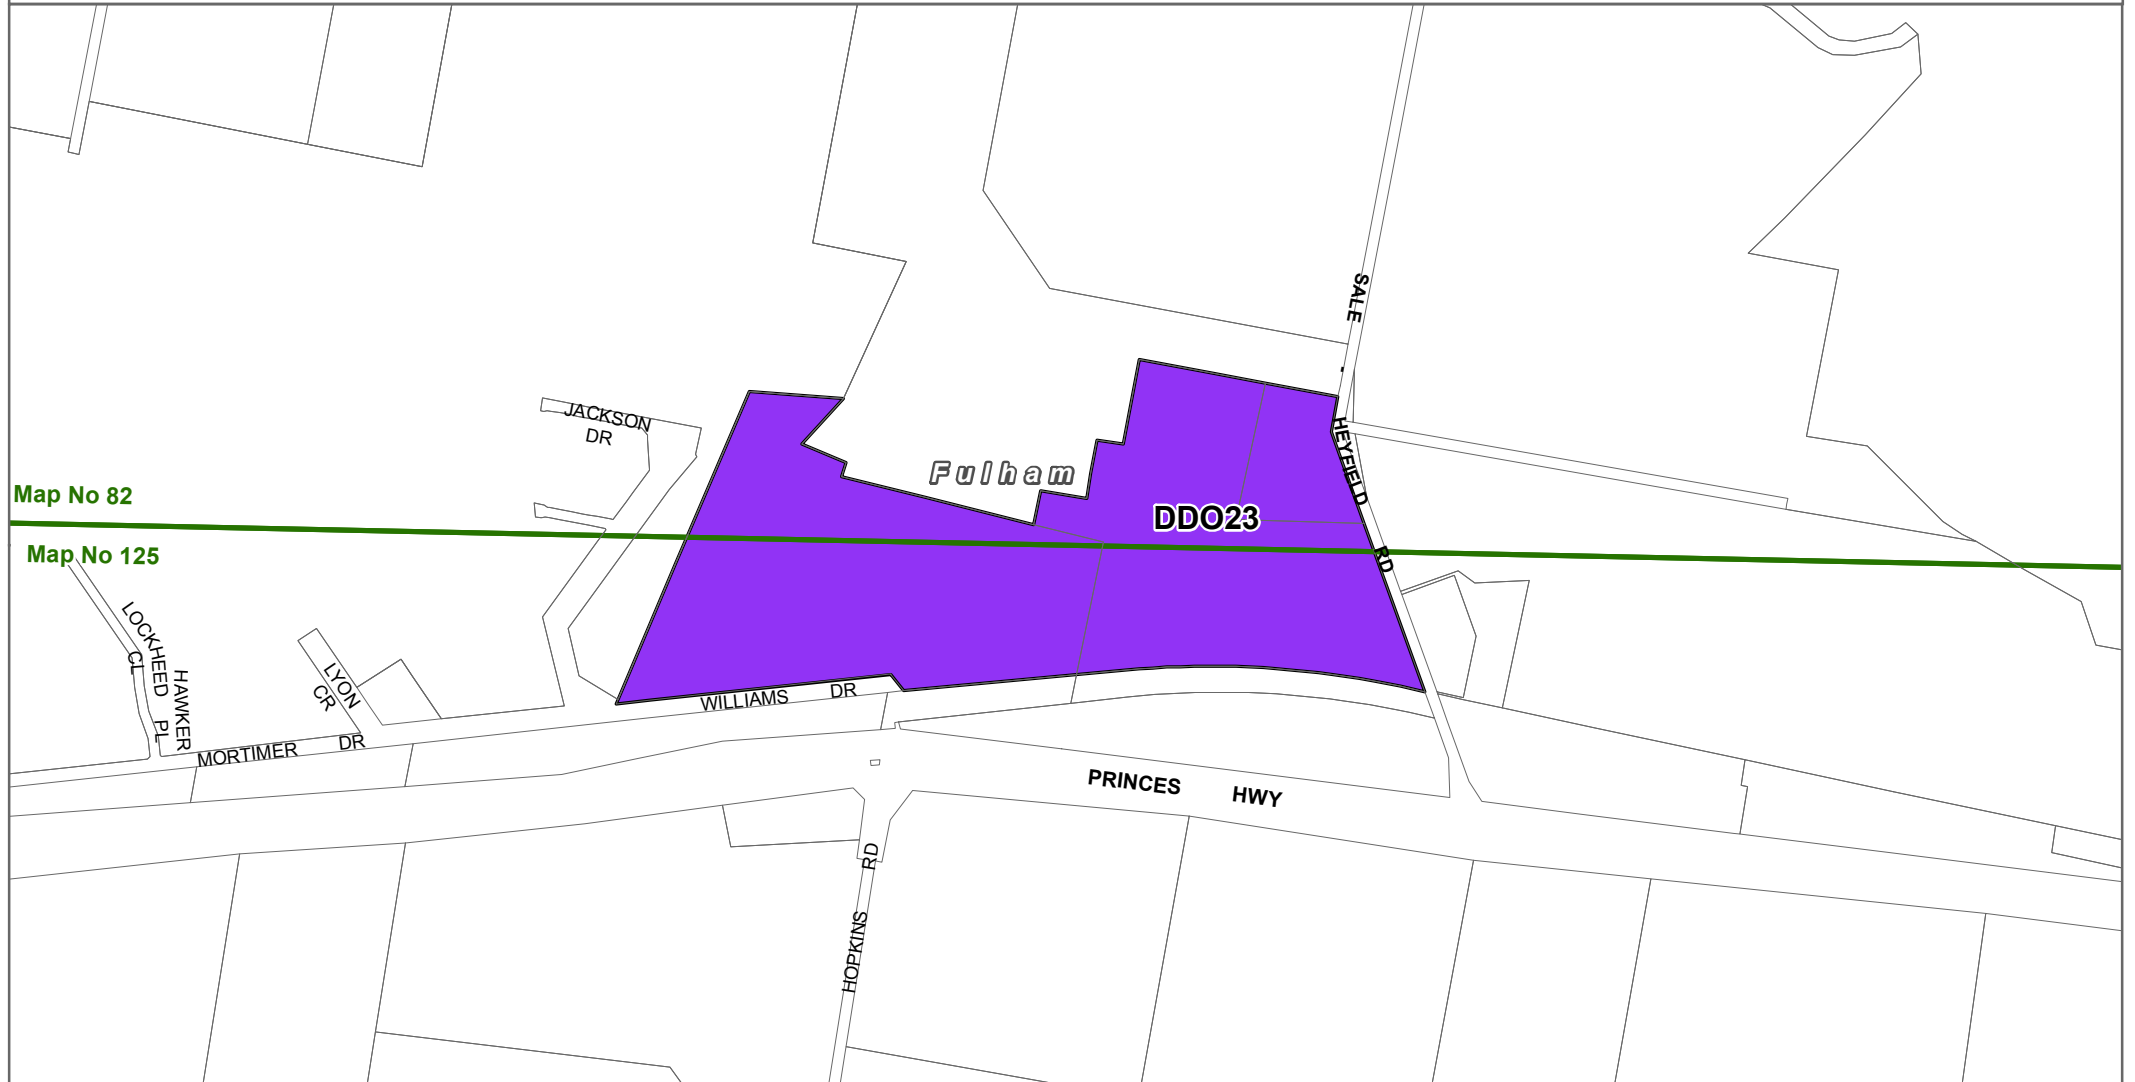 SALE
-
HEYFIELD
RD
JACKSON
DR
Fulham
DDO23
Map No 82
Map No 125
LOCKHEED
CL
HAWKER
PL
LYON
CR
MORTIMER DR
WILLIAMS DR
PRINCES HWY
HOPKINS RD